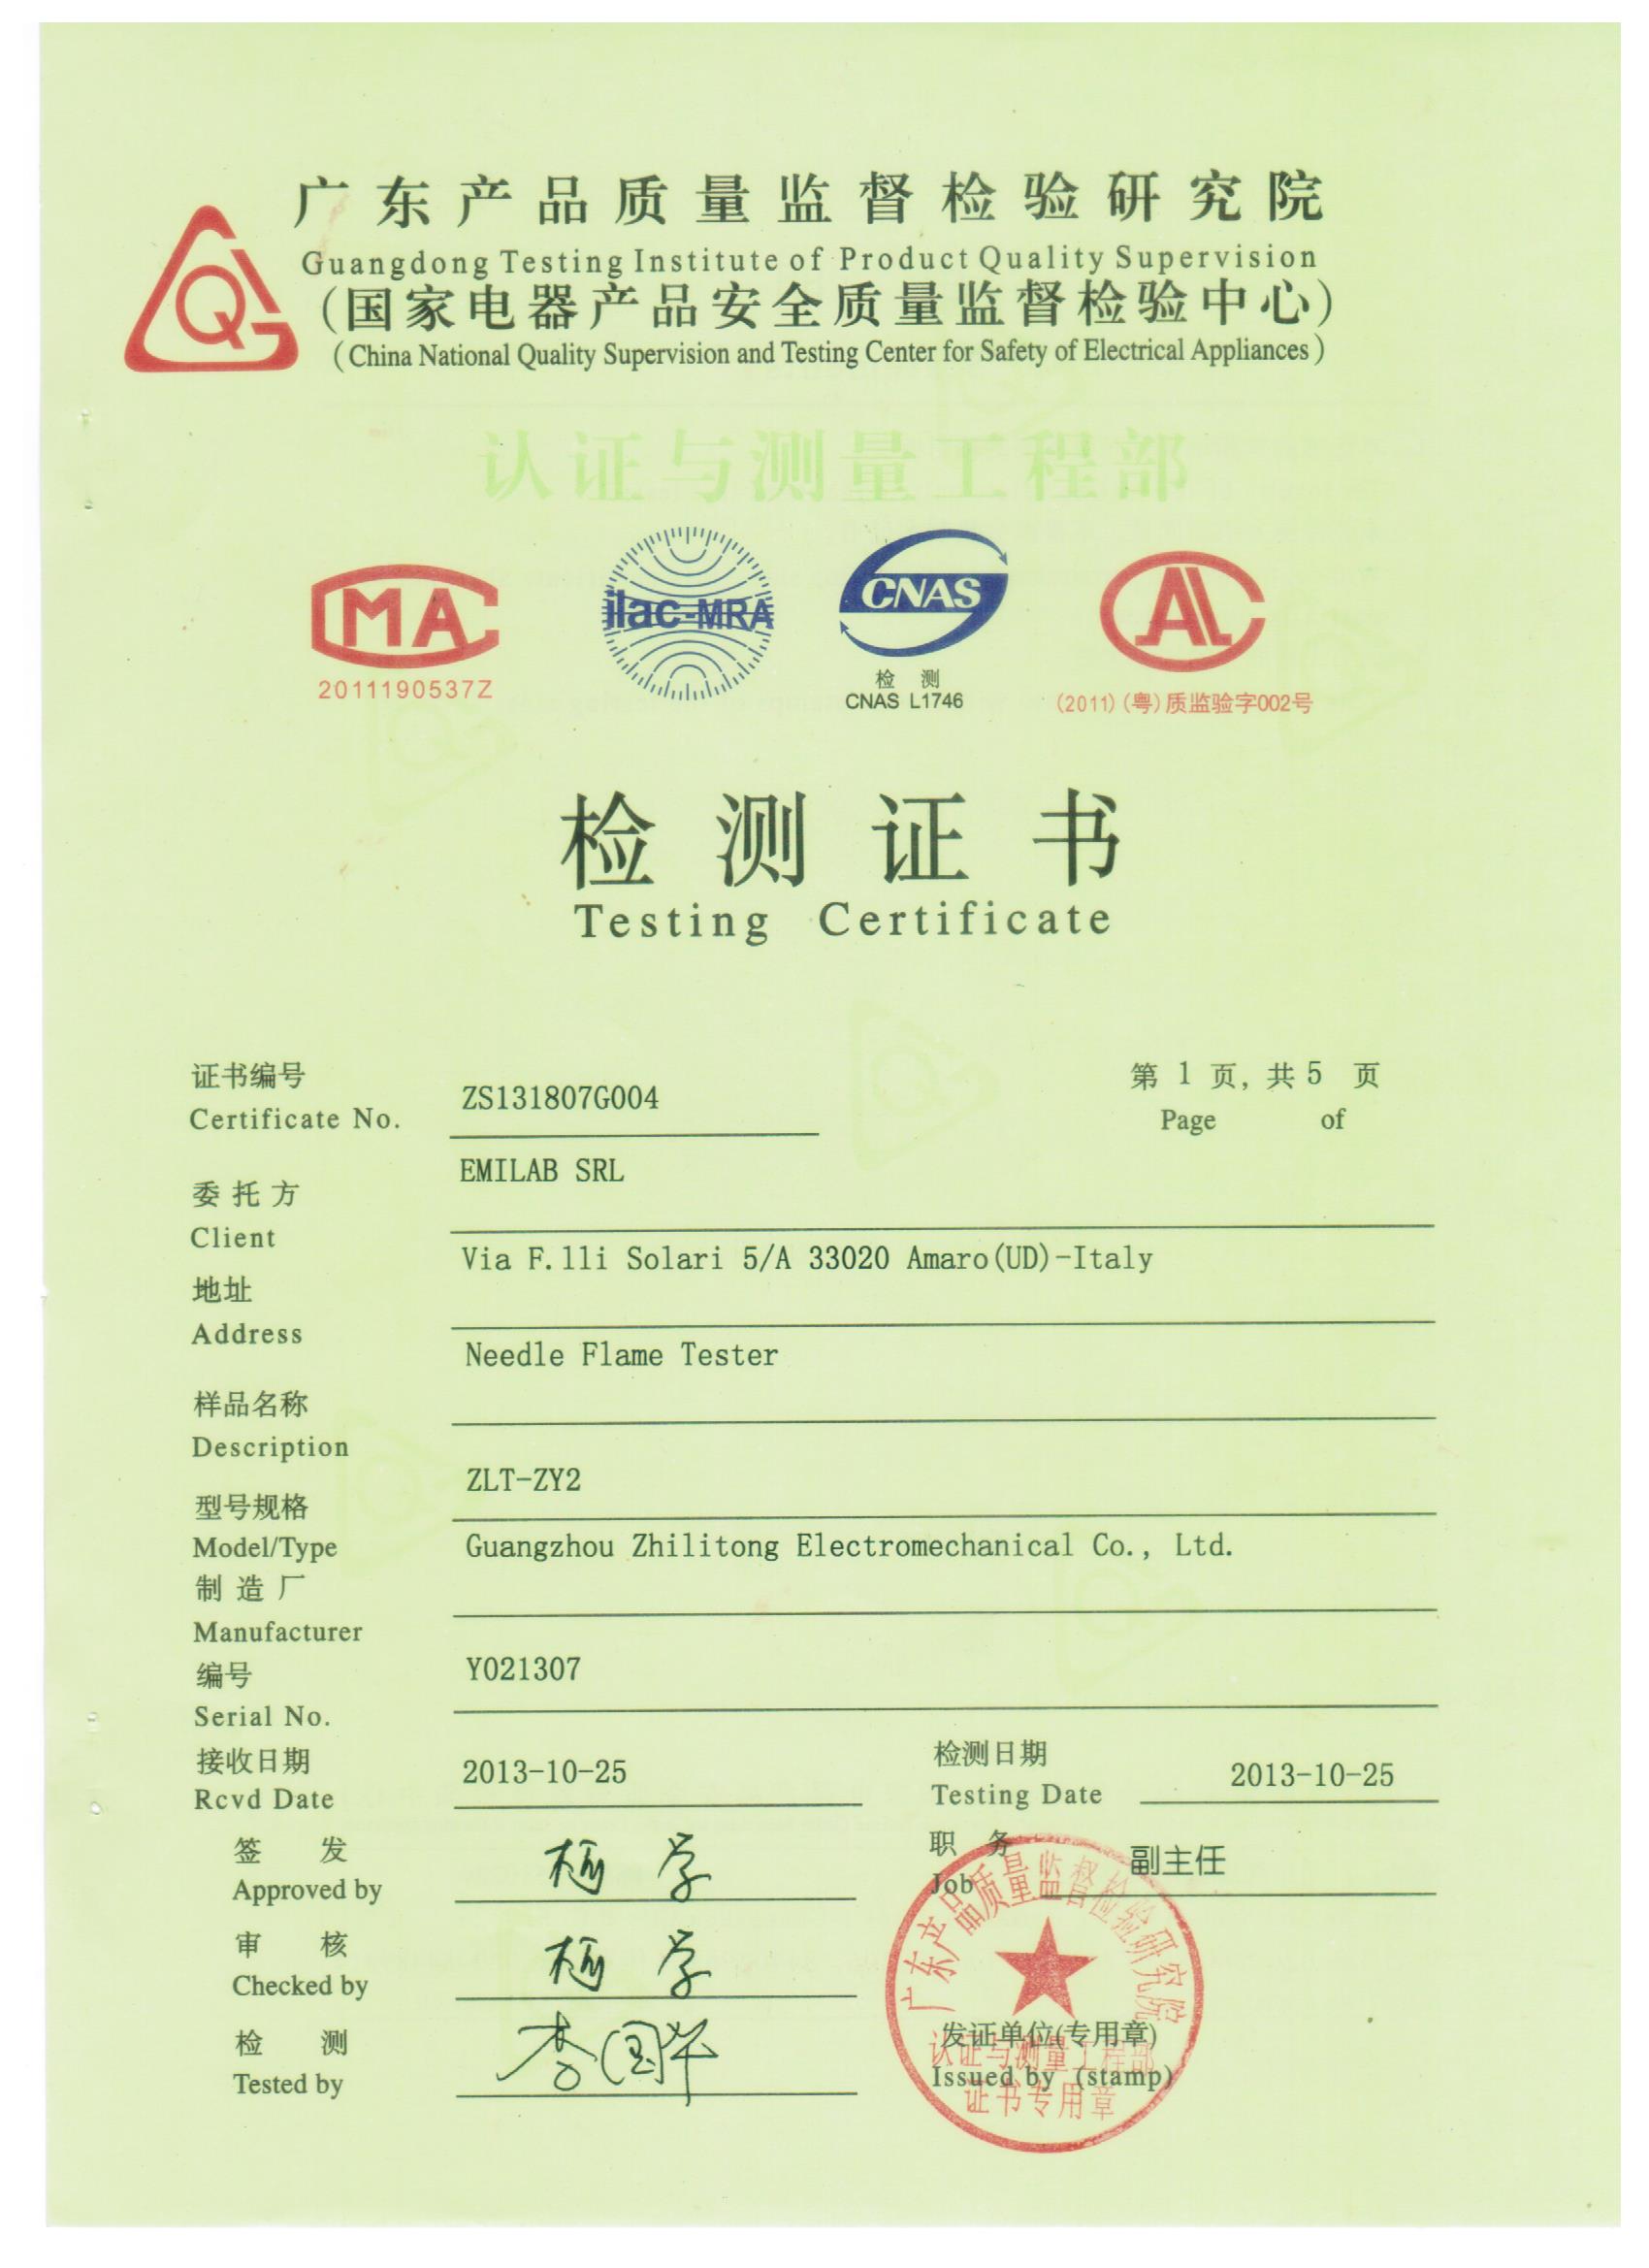 广东产品质量监督检验研究院
Guangdong Testing Institute of Product Quality Supervision
(国家电器产品安全质量监督检验中心)
(China National Quality Supervision and Testing Center for Safety of Electrical Appliances)
认证与测量工程部
MA
2011190537Z
ilac-MRA
CNAS
检 测
CNAS L1746
AL
(2011)(粤)质监验字002号
检测证书
Testing Certificate
证书编号
Certificate No.
ZS131807G004
第 1 页, 共 5 页
Page of
委托方
Client
EMILAB SRL
地址
Address
Via F.lli Solari 5/A 33020 Amaro(UD)-Italy
样品名称
Description
Needle Flame Tester
型号规格
Model/Type
ZLT-ZY2
制造厂
Manufacturer
Guangzhou Zhilitong Electromechanical Co., Ltd.
编号
Serial No.
Y021307
接收日期
Rcvd Date
2013-10-25
检测日期
Testing Date
2013-10-25
签 发
Approved by
职 务
Job
副主任
审 核
Checked by
检 测
Tested by
李国华
广东产品质量监督检验研究院
发证单位(专用章)
认证与测量工程部
Issued by (stamp)
证书专用章